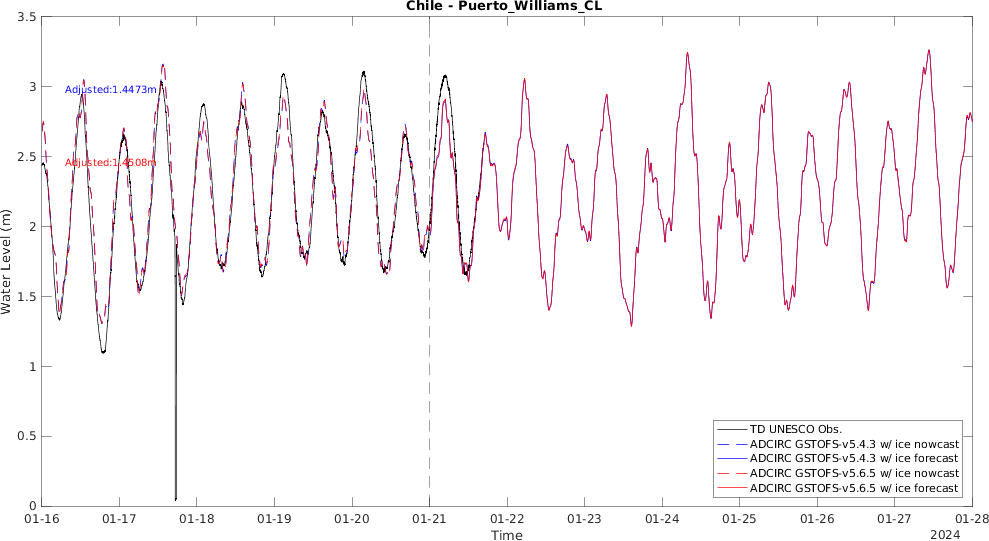 Chile - Puerto_Williams_CL
3.5
3
2.5
2
1.5
1
0.5
0
Water Level (m)
Adjusted:1.4473m
Adjusted:1.4508m
TD UNESCO Obs.
ADCIRC GSTOFS-v5.4.3 w/ ice nowcast
ADCIRC GSTOFS-v5.4.3 w/ ice forecast
ADCIRC GSTOFS-v5.6.5 w/ ice nowcast
ADCIRC GSTOFS-v5.6.5 w/ ice forecast
01-16 01-17 01-18 01-19 01-20 01-21 01-22 01-23 01-24 01-25 01-26 01-27 01-28
Time
2024